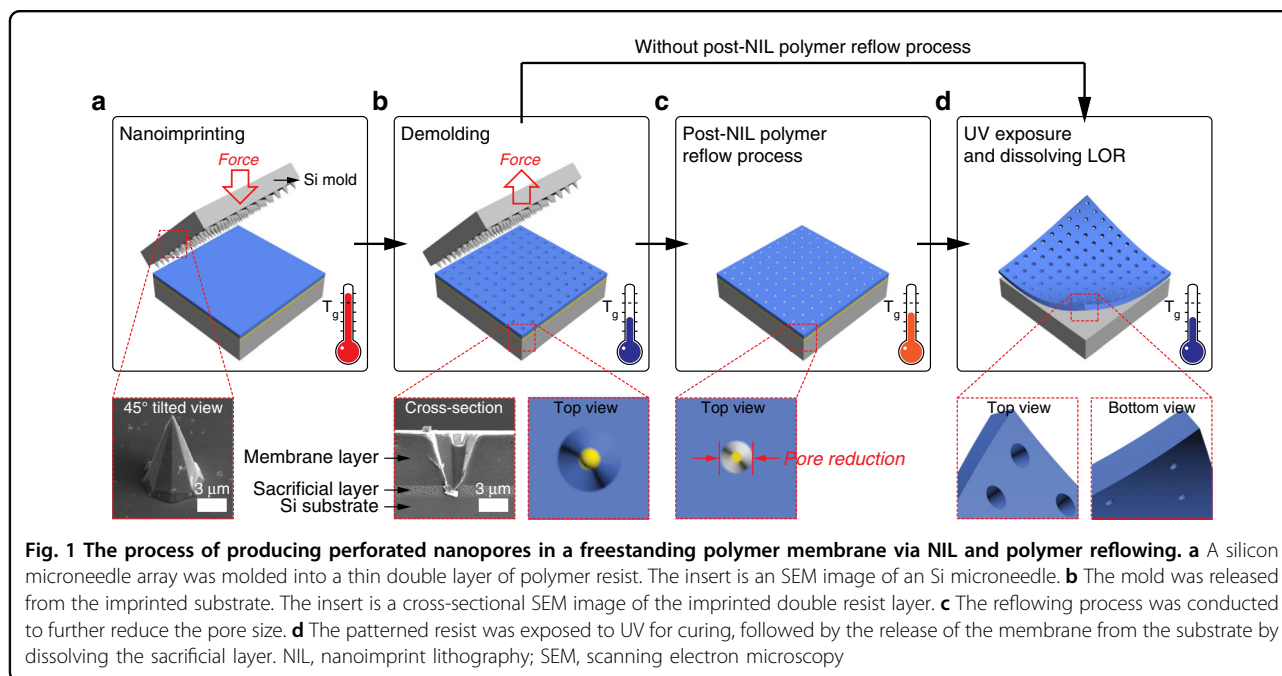 Without post-NIL polymer reflow process
a
Nanoimprinting
Force
Si mold
Tg
b
Demolding
Force
Tg
c
Post-NIL polymer
reflow process
Tg
d
UV exposure
and dissolving LOR
Tg
45° tilted view
3 μm
Cross-section
Membrane layer
Sacrificial layer
Si substrate
3 μm
Top view
Top view
Pore reduction
Top view
Bottom view
Fig. 1 The process of producing perforated nanopores in a freestanding polymer membrane via NIL and polymer reflowing. a A silicon
microneedle array was molded into a thin double layer of polymer resist. The insert is an SEM image of an Si microneedle. b The mold was released
from the imprinted substrate. The insert is a cross-sectional SEM image of the imprinted double resist layer. c The reflowing process was conducted
to further reduce the pore size. d The patterned resist was exposed to UV for curing, followed by the release of the membrane from the substrate by
dissolving the sacrificial layer. NIL, nanoimprint lithography; SEM, scanning electron microscopy